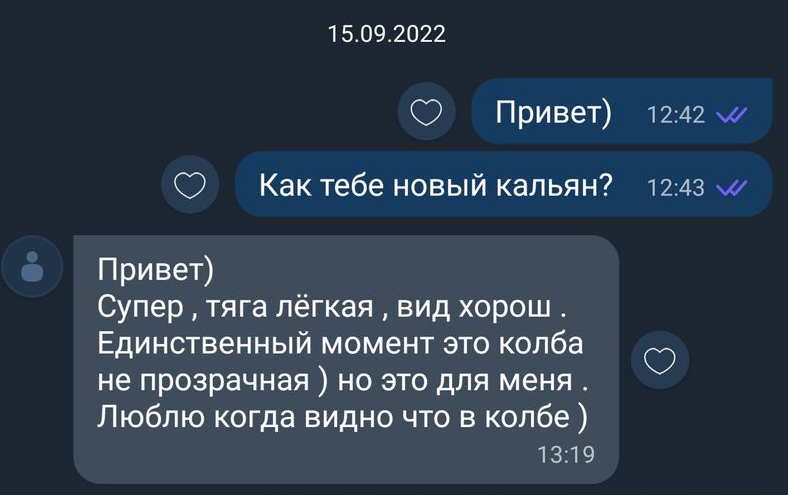 15.09.2022
Привет) 12:42
Как тебе новый кальян? 12:43
Привет)
Супер , тяга лёгкая , вид хорош .
Единственный момент это колба
не прозрачная ) но это для меня .
Люблю когда видно что в колбе )
13:19